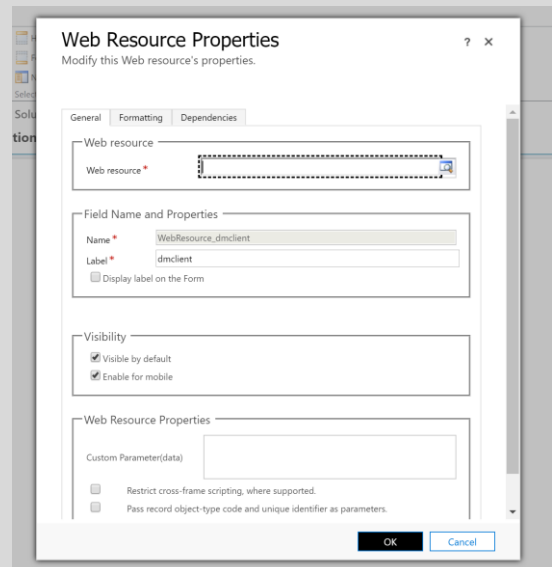 Web Resource Properties
? ×
Modify this Web resource's properties.
Selec
Solu
tion
General Formatting Dependencies
Web resource
Web resource *
Field Name and Properties
Name * WebResource_dmclient
Label * dmclient
Display label on the Form
Visibility
Visible by default
Enable for mobile
Web Resource Properties
Custom Parameter(data)
Restrict cross-frame scripting, where supported.
Pass record object-type code and unique identifier as parameters.
OK Cancel